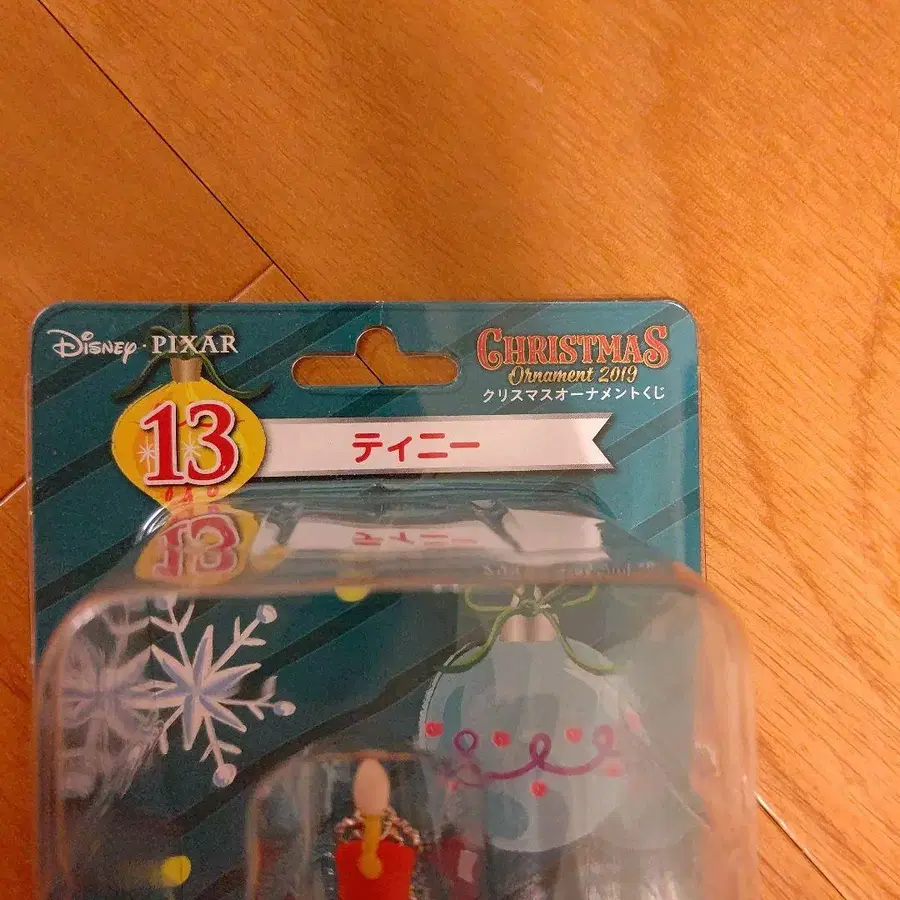 Disney · PIXAR
CHRISTMAS
Ornament 2019
クリスマスオーナメントくじ
13
ティニー